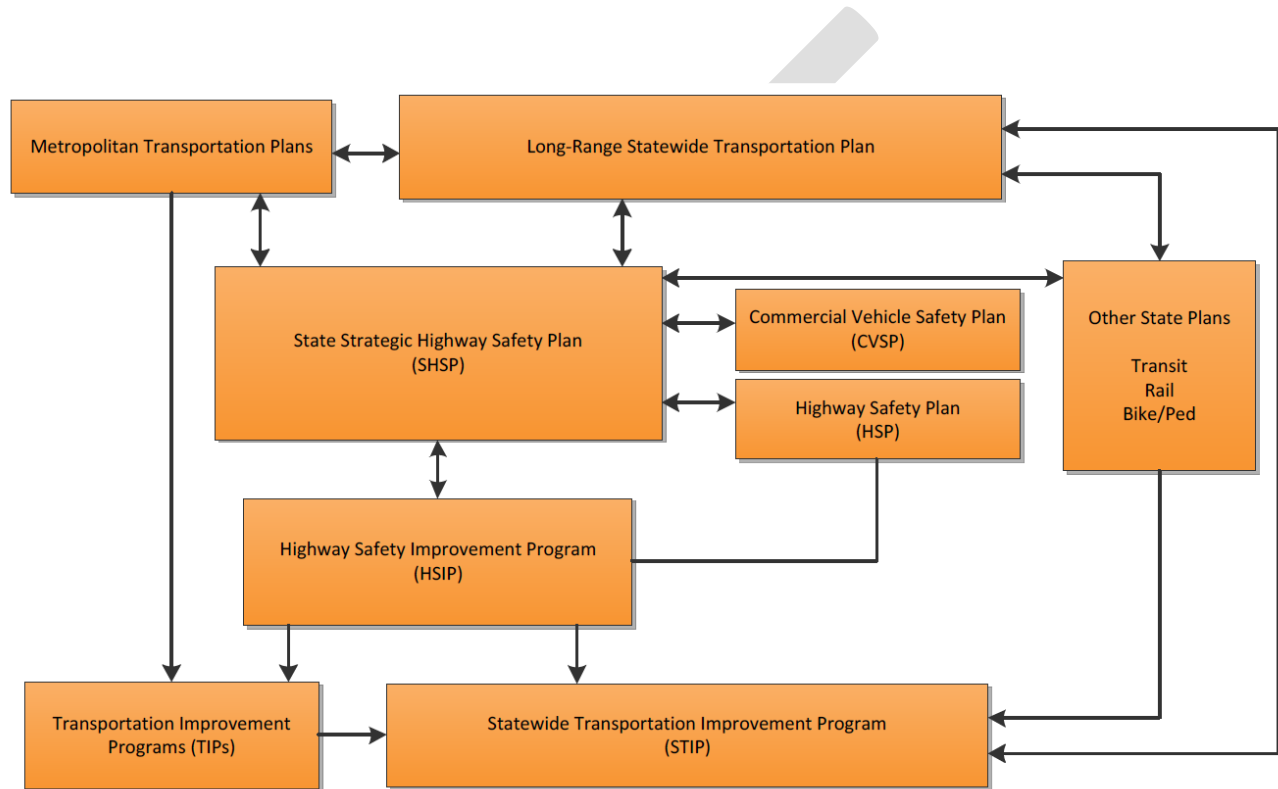 Metropolitan Transportation Plans
Long-Range Statewide Transportation Plan
State Strategic Highway Safety Plan
(SHSP)
Commercial Vehicle Safety Plan
(CVSP)
Highway Safety Plan
(HSP)
Other State Plans
Transit
Rail
Bike/Ped
Highway Safety Improvement Program
(HSIP)
Transportation Improvement
Programs (TIPs)
Statewide Transportation Improvement Program
(STIP)